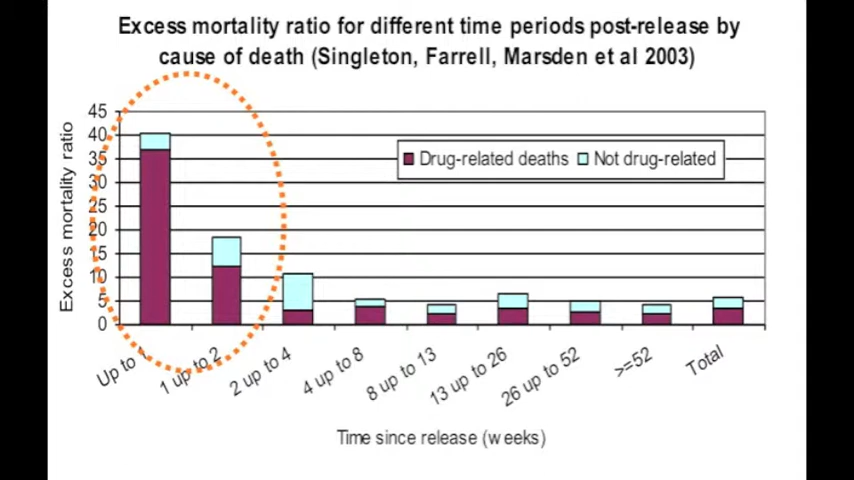 Excess mortality ratio for different time periods post-release by
cause of death (Singleton, Farrell, Marsden et al 2003)
Excess mortality ratio
45
40
35
30
25
20
15
10
5
0
Drug-related deaths
Not drug-related
Up to
1 up to 2
2 up to 4
4 up to 8
8 up to 13
13 up to 26
26 up to 52
>=52
Total
Time since release (weeks)